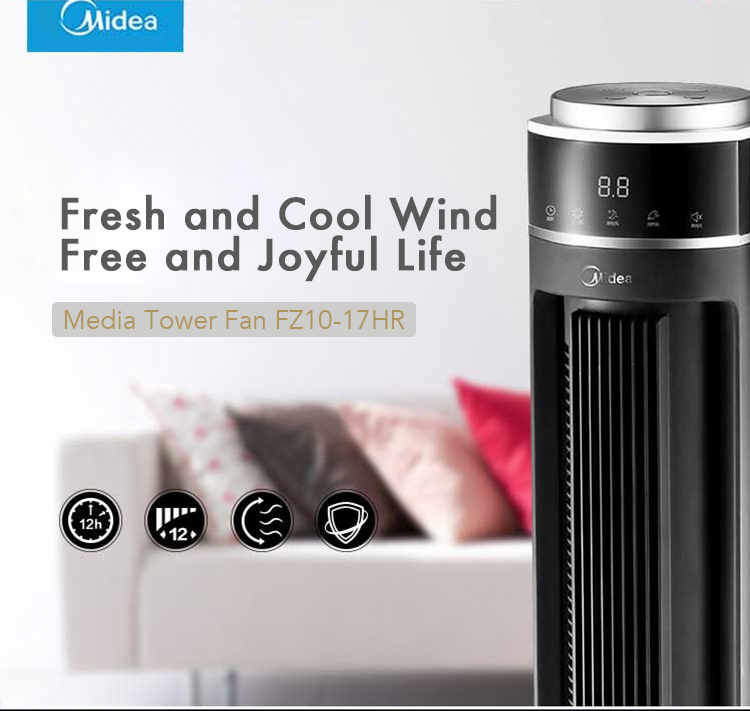 Midea
Fresh and Cool Wind
Free and Joyful Life
Media Tower Fan FZ10-17HR
8.8
Midea
12h
12